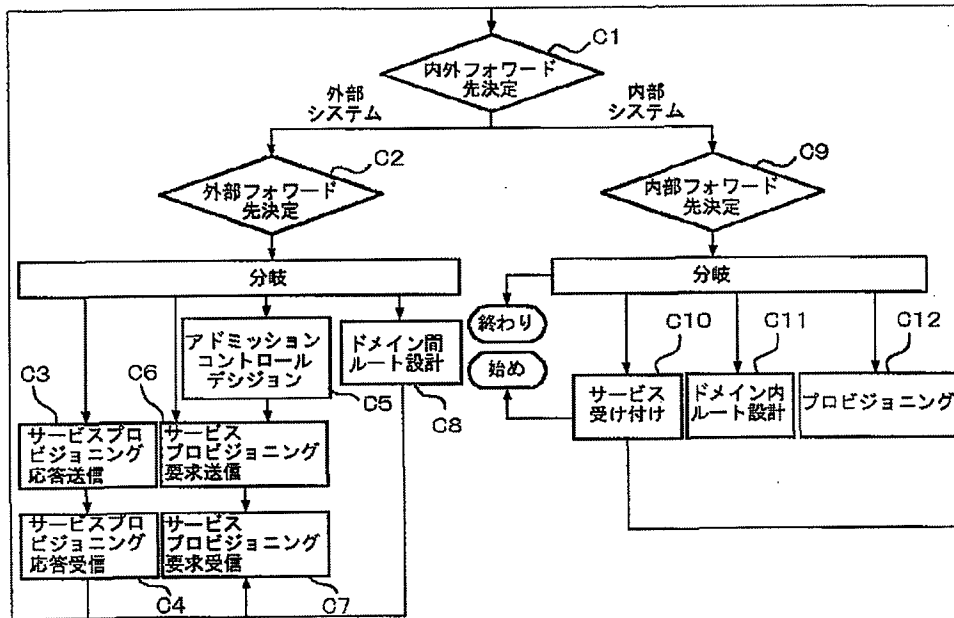 C1
内外フォワード
先決定
外部
システム
内部
システム
C2
外部フォワード
先決定
C9
内部フォワード
先決定
分岐
分岐
終わり
始め
アドミッション
コントロール
デシジョン
C5
ドメイン間
ルート設計
C8
C10
サービス
受け付け
C11
ドメイン内
ルート設計
C12
プロビジョニング
C3
サービスプロ
ビジョニング
応答送信
C6
サービス
プロビジョニング
要求送信
サービスプロ
ビジョニング
応答受信
C4
サービス
プロビジョニング
要求受信
C7